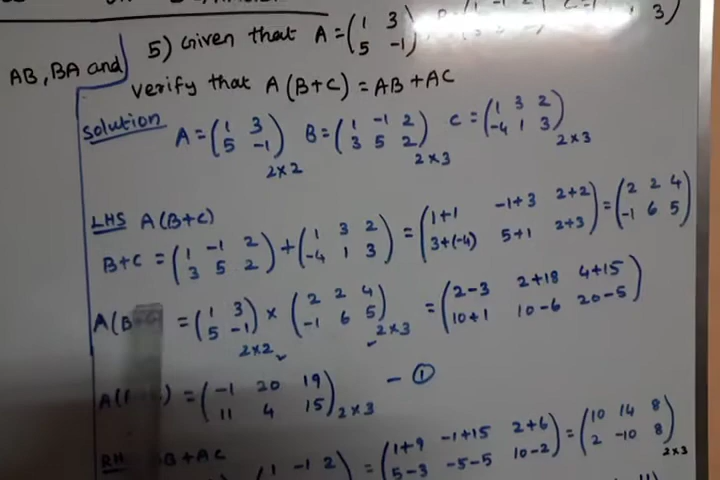 5) Given that A = (1 3 5 -1)
AB, BA and
verify that A(B+C) = AB + AC
Solution
A = (1 3 5 -1) 2×2 B = (1 -1 2 3 5 2) 2×3 C = (1 3 2 -4 1 3) 2×3
LHS A(B+C)
B+C = (1 -1 2 3 5 2) + (1 3 2 -4 1 3) = (1+1 -1+3 2+2 3+(-4) 5+1 2+3) = (2 2 4 -1 6 5)
A(B = (1 3 5 -1) 2×2 × (2 2 4 -1 6 5) 2×3 = (2-3 2+18 4+15 10+1 10-6 20-5)
A( ) = (-1 20 19 11 4 15) 2×3 - ①
RH B + AC
(1 -1 2) = (1+9 -1+15 2+6 5-3 -5-5 10-2) = (10 14 8 2 -10 8) 2×3